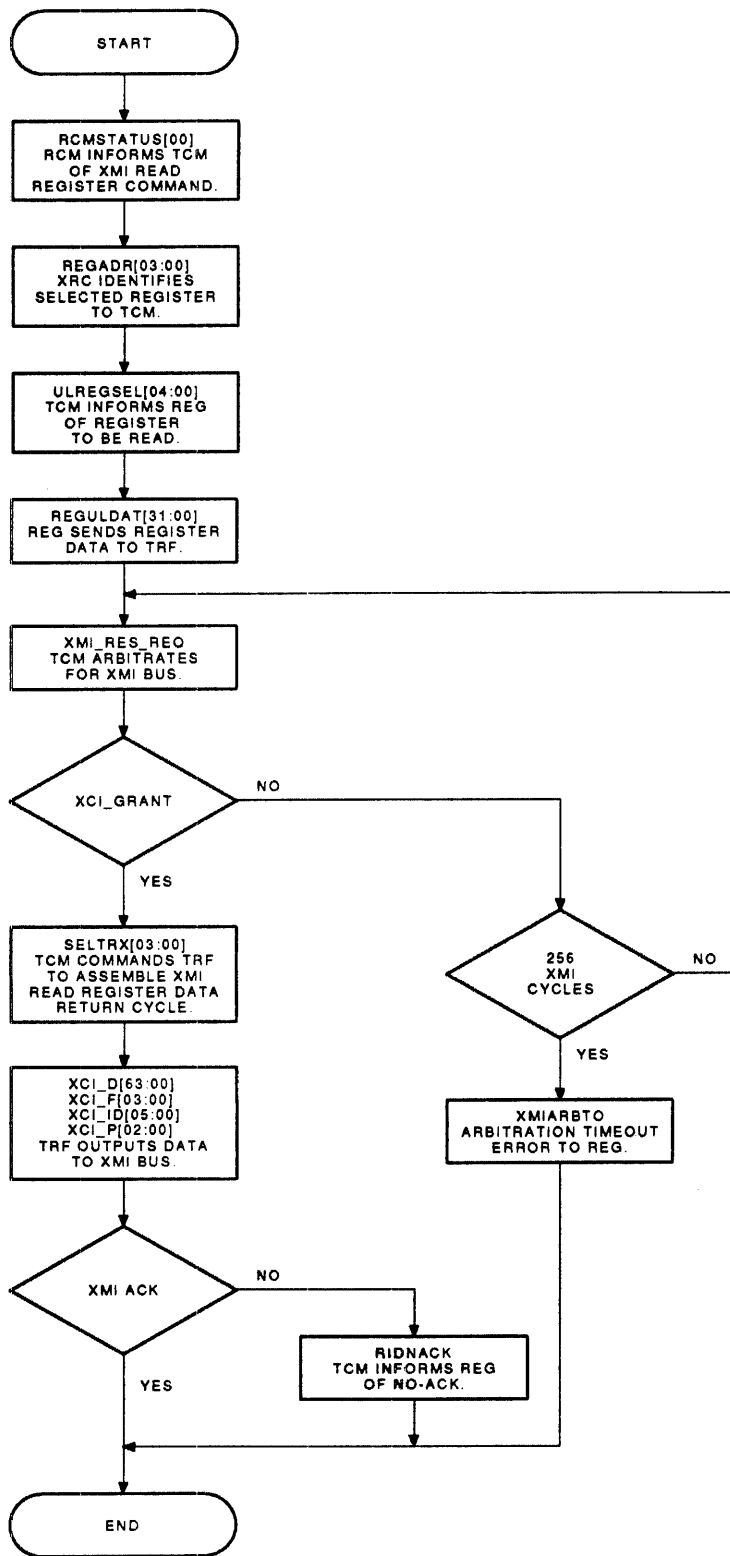 START
RCMSTATUS[00]
RCM INFORMS TCM
OF XMI READ
REGISTER COMMAND.
REGADR[03:00]
XRC IDENTIFIES
SELECTED REGISTER
TO TCM.
ULREGSEL[04:00]
TCM INFORMS REG
OF REGISTER
TO BE READ.
REGULDAT[31:00]
REG SENDS REGISTER
DATA TO TRF.
XMI_RES_REQ
TCM ARBITRATES
FOR XMI BUS.
XCI_GRANT
NO
YES
SELTRX[03:00]
TCM COMMANDS TRF
TO ASSEMBLE XMI
READ REGISTER DATA
RETURN CYCLE.
256
XMI
CYCLES
NO
YES
XCI_D[63:00]
XCI_F[03:00]
XCI_ID[05:00]
XCI_P[02:00]
TRF OUTPUTS DATA
TO XMI BUS.
XMIARBTO
ARBITRATION TIMEOUT
ERROR TO REG.
XMI ACK
NO
YES
RIDNACK
TCM INFORMS REG
OF NO-ACK.
END